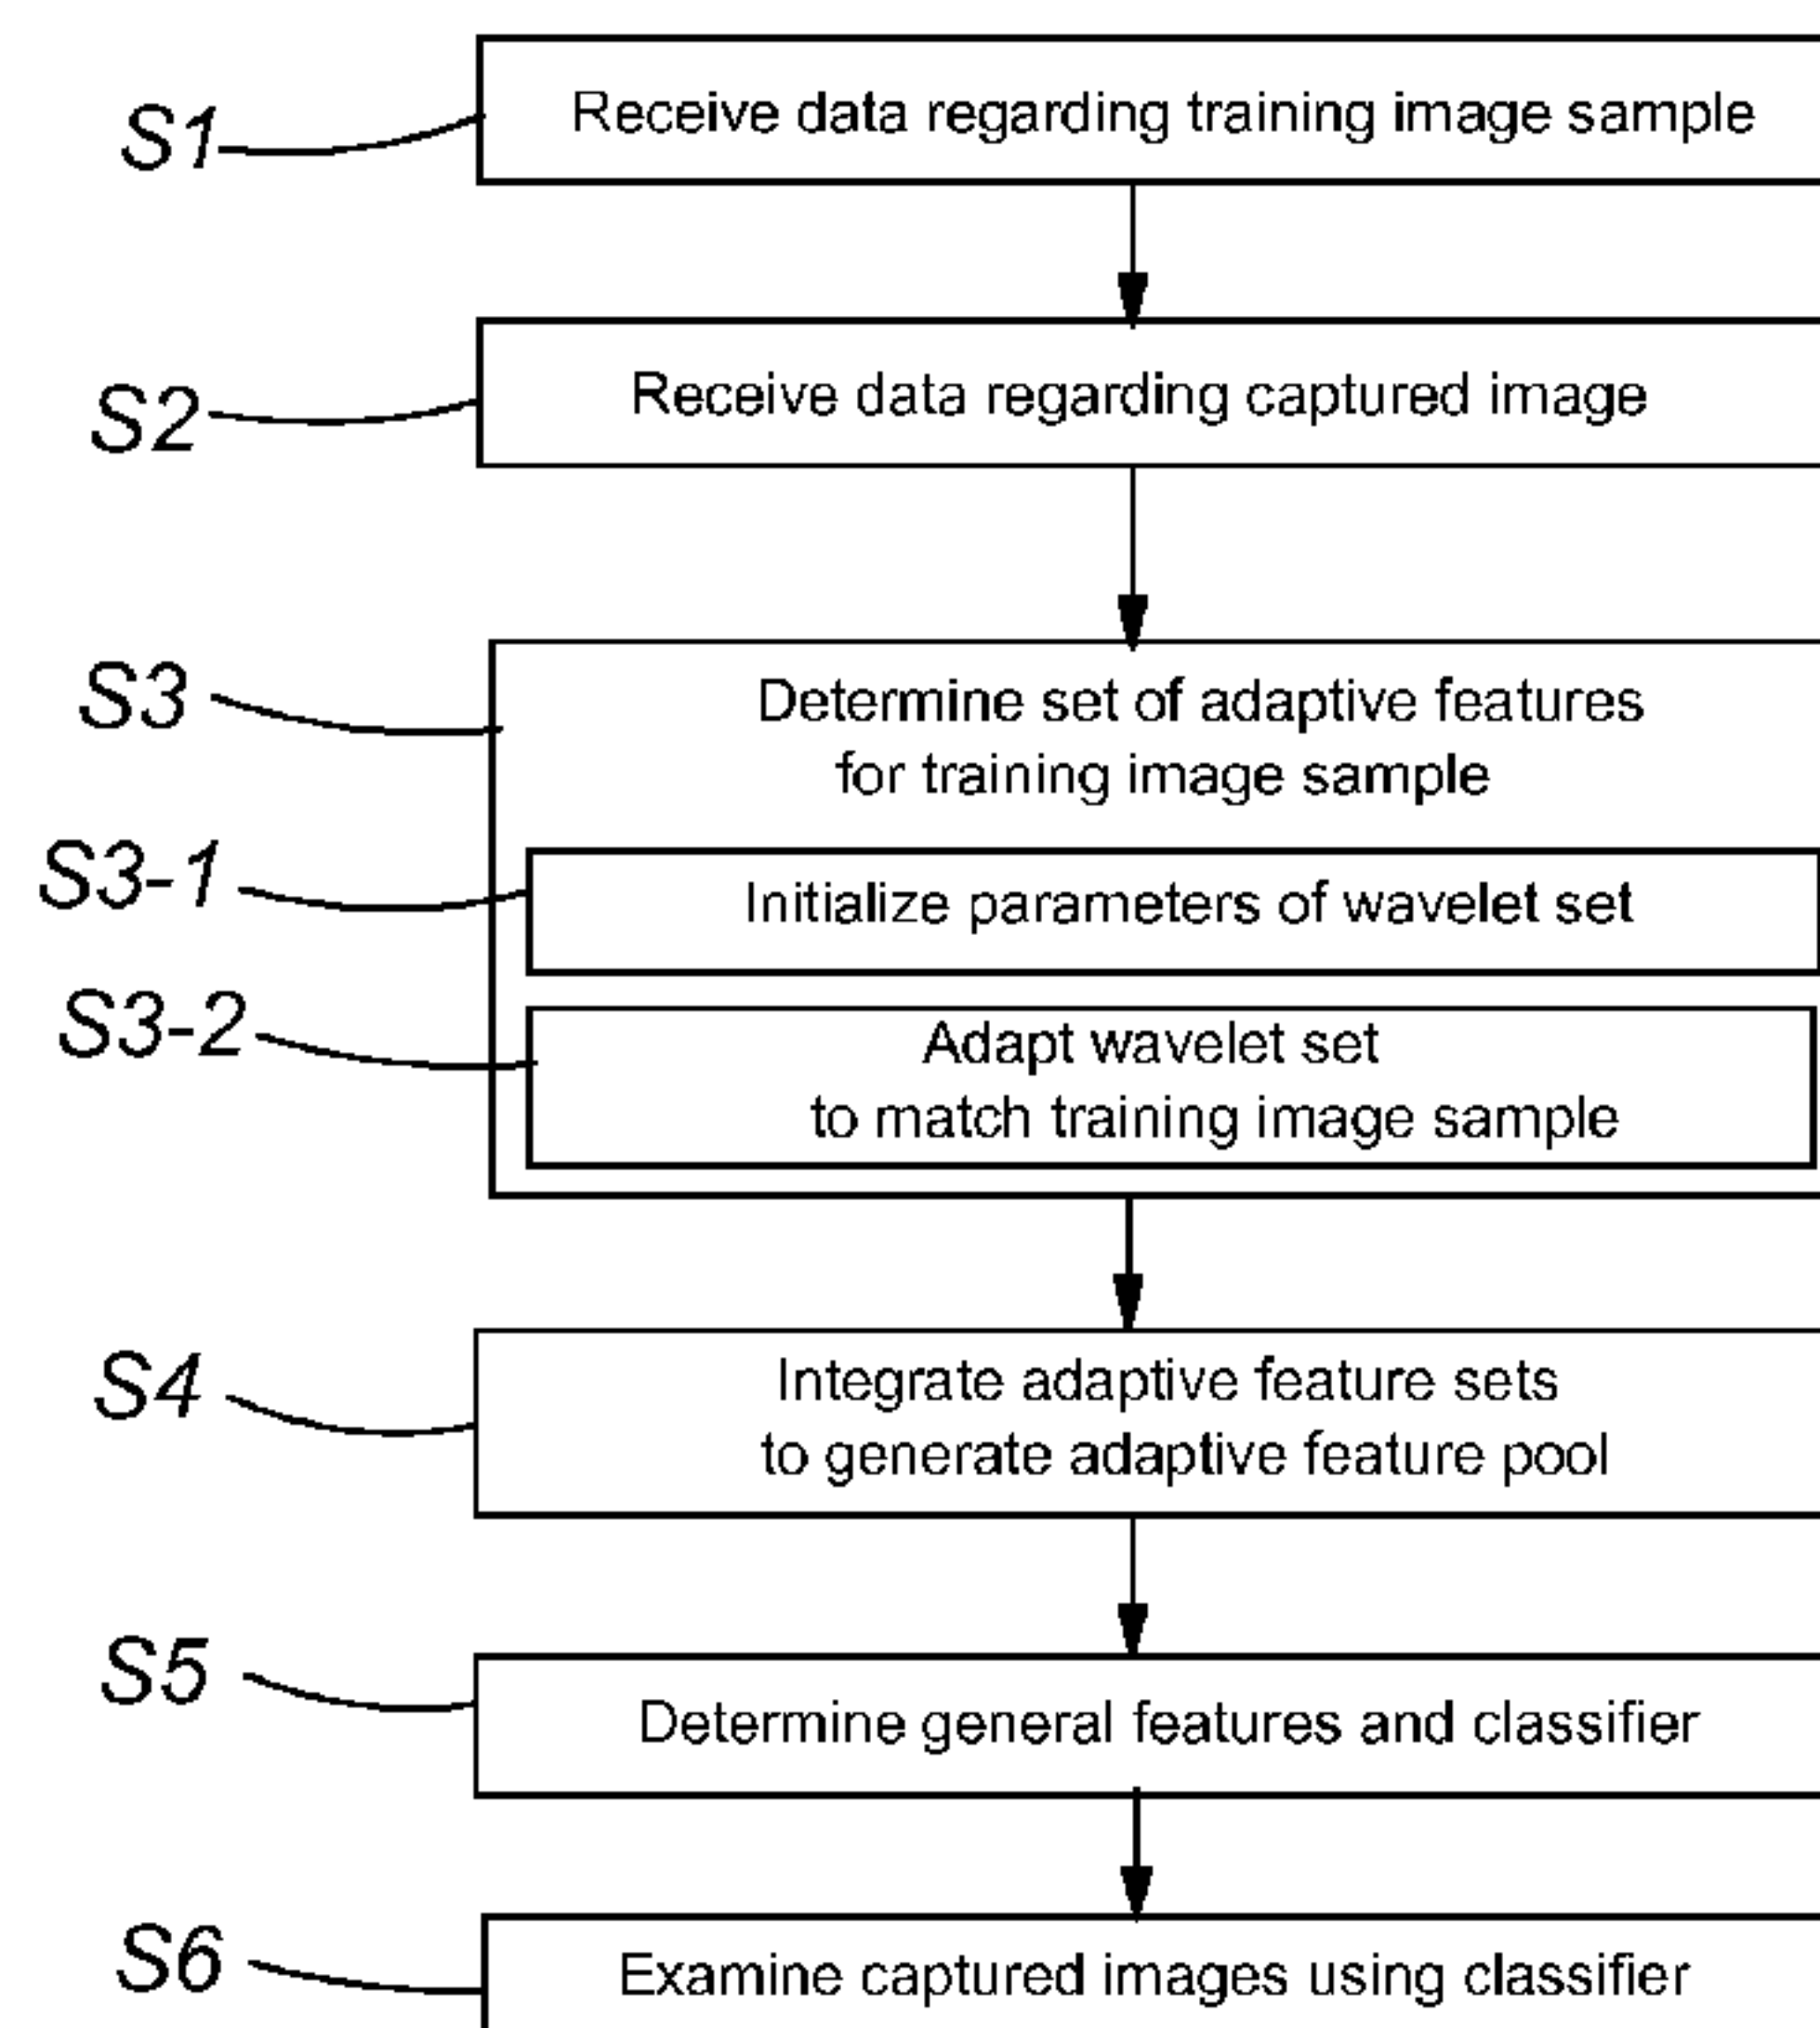 S1
Receive data regarding training image sample
S2
Receive data regarding captured image
S3
Determine set of adaptive features
for training image sample
S3-1
Initialize parameters of wavelet set
S3-2
Adapt wavelet set
to match training image sample
S4
Integrate adaptive feature sets
to generate adaptive feature pool
S5
Determine general features and classifier
S6
Examine captured images using classifier